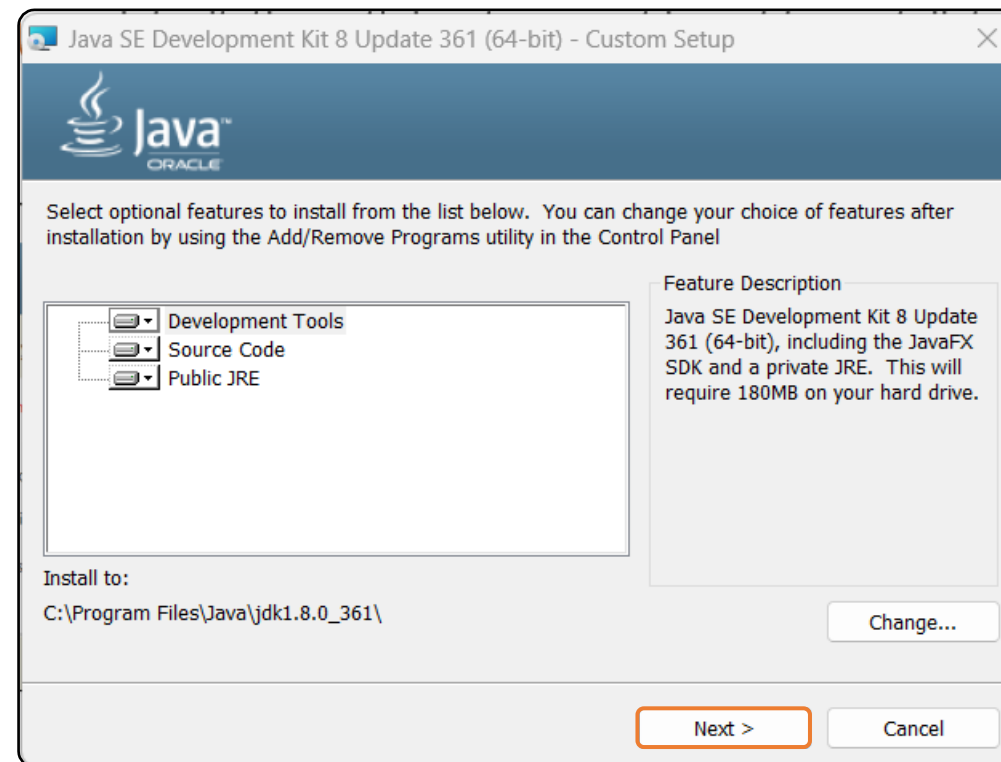 Java SE Development Kit 8 Update 361 (64-bit) - Custom Setup
Java™
ORACLE
Select optional features to install from the list below.  You can change your choice of features after
installation by using the Add/Remove Programs utility in the Control Panel
Development Tools
Source Code
Public JRE
Feature Description
Java SE Development Kit 8 Update
361 (64-bit), including the JavaFX
SDK and a private JRE.  This will
require 180MB on your hard drive.
Install to:
C:\Program Files\Java\jdk1.8.0_361\
Change...
Next >
Cancel